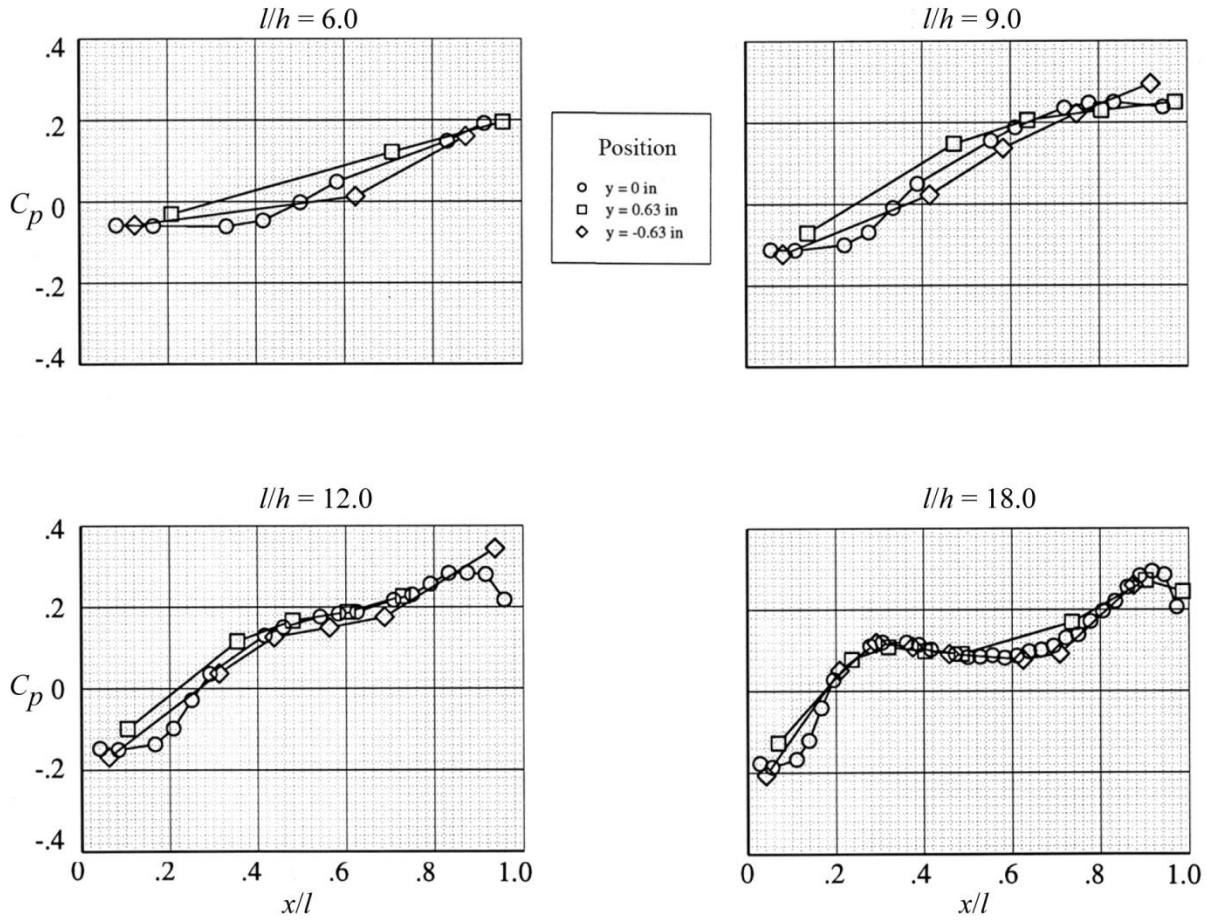 l/h = 6.0
l/h = 9.0
.4
.2
0
-.2
-.4
Cp
Position
y = 0 in
y = 0.63 in
y = -0.63 in
l/h = 12.0
l/h = 18.0
.4
.2
0
-.2
-.4
Cp
0 .2 .4 .6 .8 1.0
x/l
0 .2 .4 .6 .8 1.0
x/l